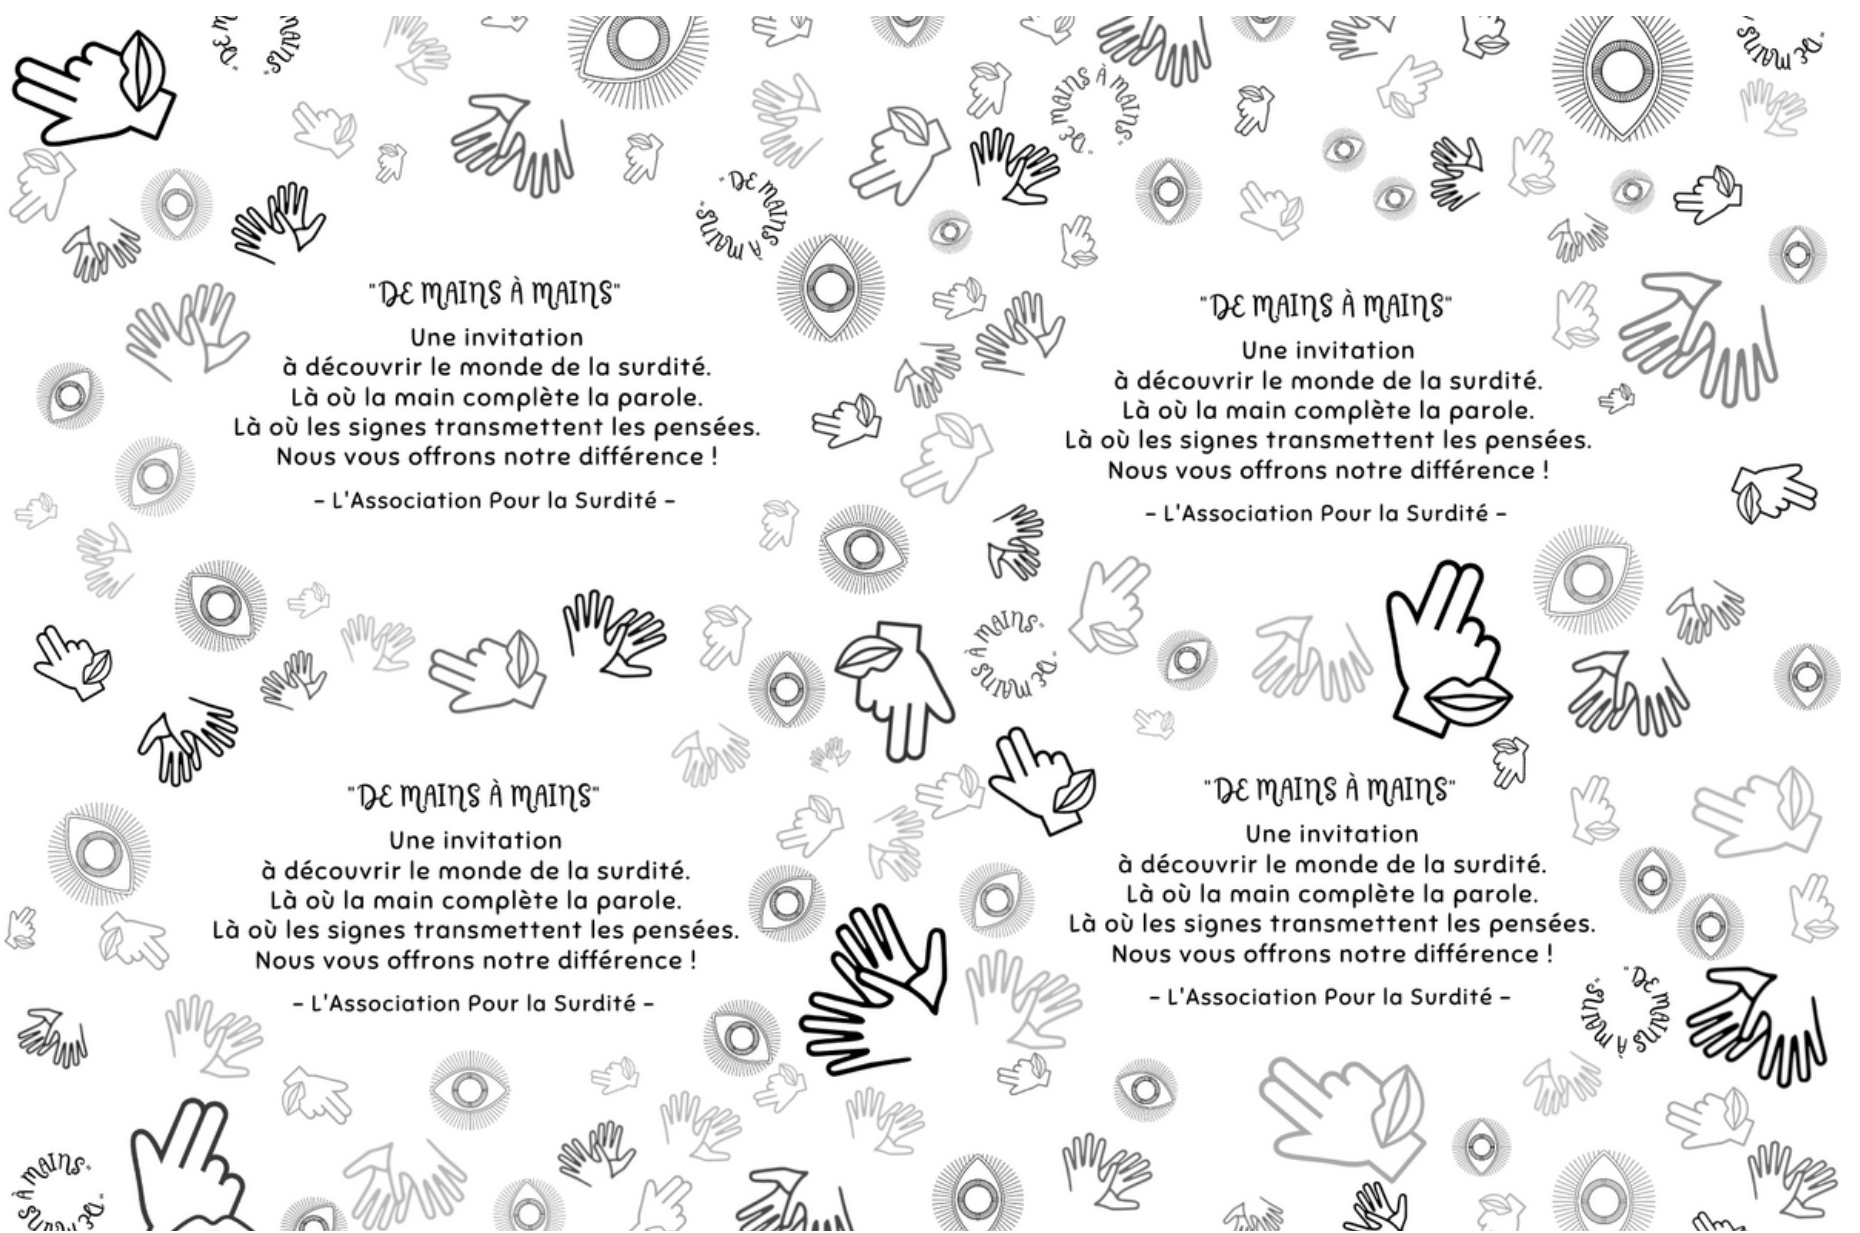 "DE MAINS
"DE MAINS À MAINS"
"DE MAINS
"DE MAINS À MAINS"
"DE MAINS À MAINS"
Une invitation
à découvrir le monde de la surdité.
Là où la main complète la parole.
Là où les signes transmettent les pensées.
Nous vous offrons notre différence !
– L'Association Pour la Surdité –
"DE MAINS À MAINS"
Une invitation
à découvrir le monde de la surdité.
Là où la main complète la parole.
Là où les signes transmettent les pensées.
Nous vous offrons notre différence !
– L'Association Pour la Surdité –
"DE MAINS À MAINS"
"DE MAINS À MAINS"
Une invitation
à découvrir le monde de la surdité.
Là où la main complète la parole.
Là où les signes transmettent les pensées.
Nous vous offrons notre différence !
– L'Association Pour la Surdité –
"DE MAINS À MAINS"
Une invitation
à découvrir le monde de la surdité.
Là où la main complète la parole.
Là où les signes transmettent les pensées.
Nous vous offrons notre différence !
– L'Association Pour la Surdité –
"DE MAINS À MAINS"
"DE MAINS À MAINS"